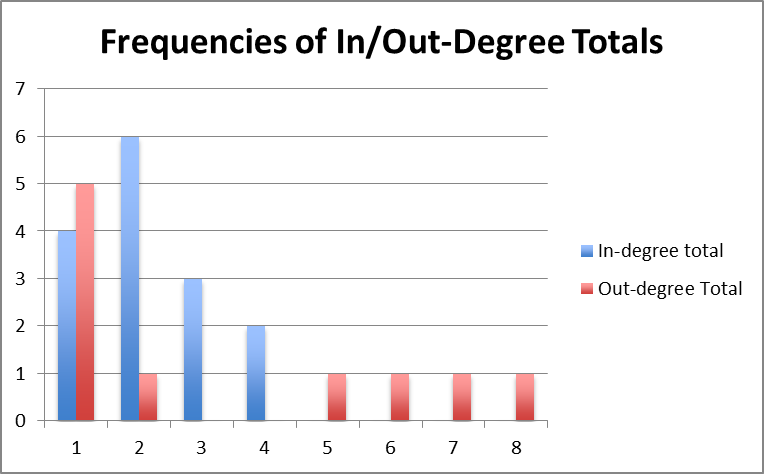 Frequencies of In/Out-Degree Totals
7
6
5
4
3
2
1
0
1 2 3 4 5 6 7 8
In-degree total
Out-degree Total